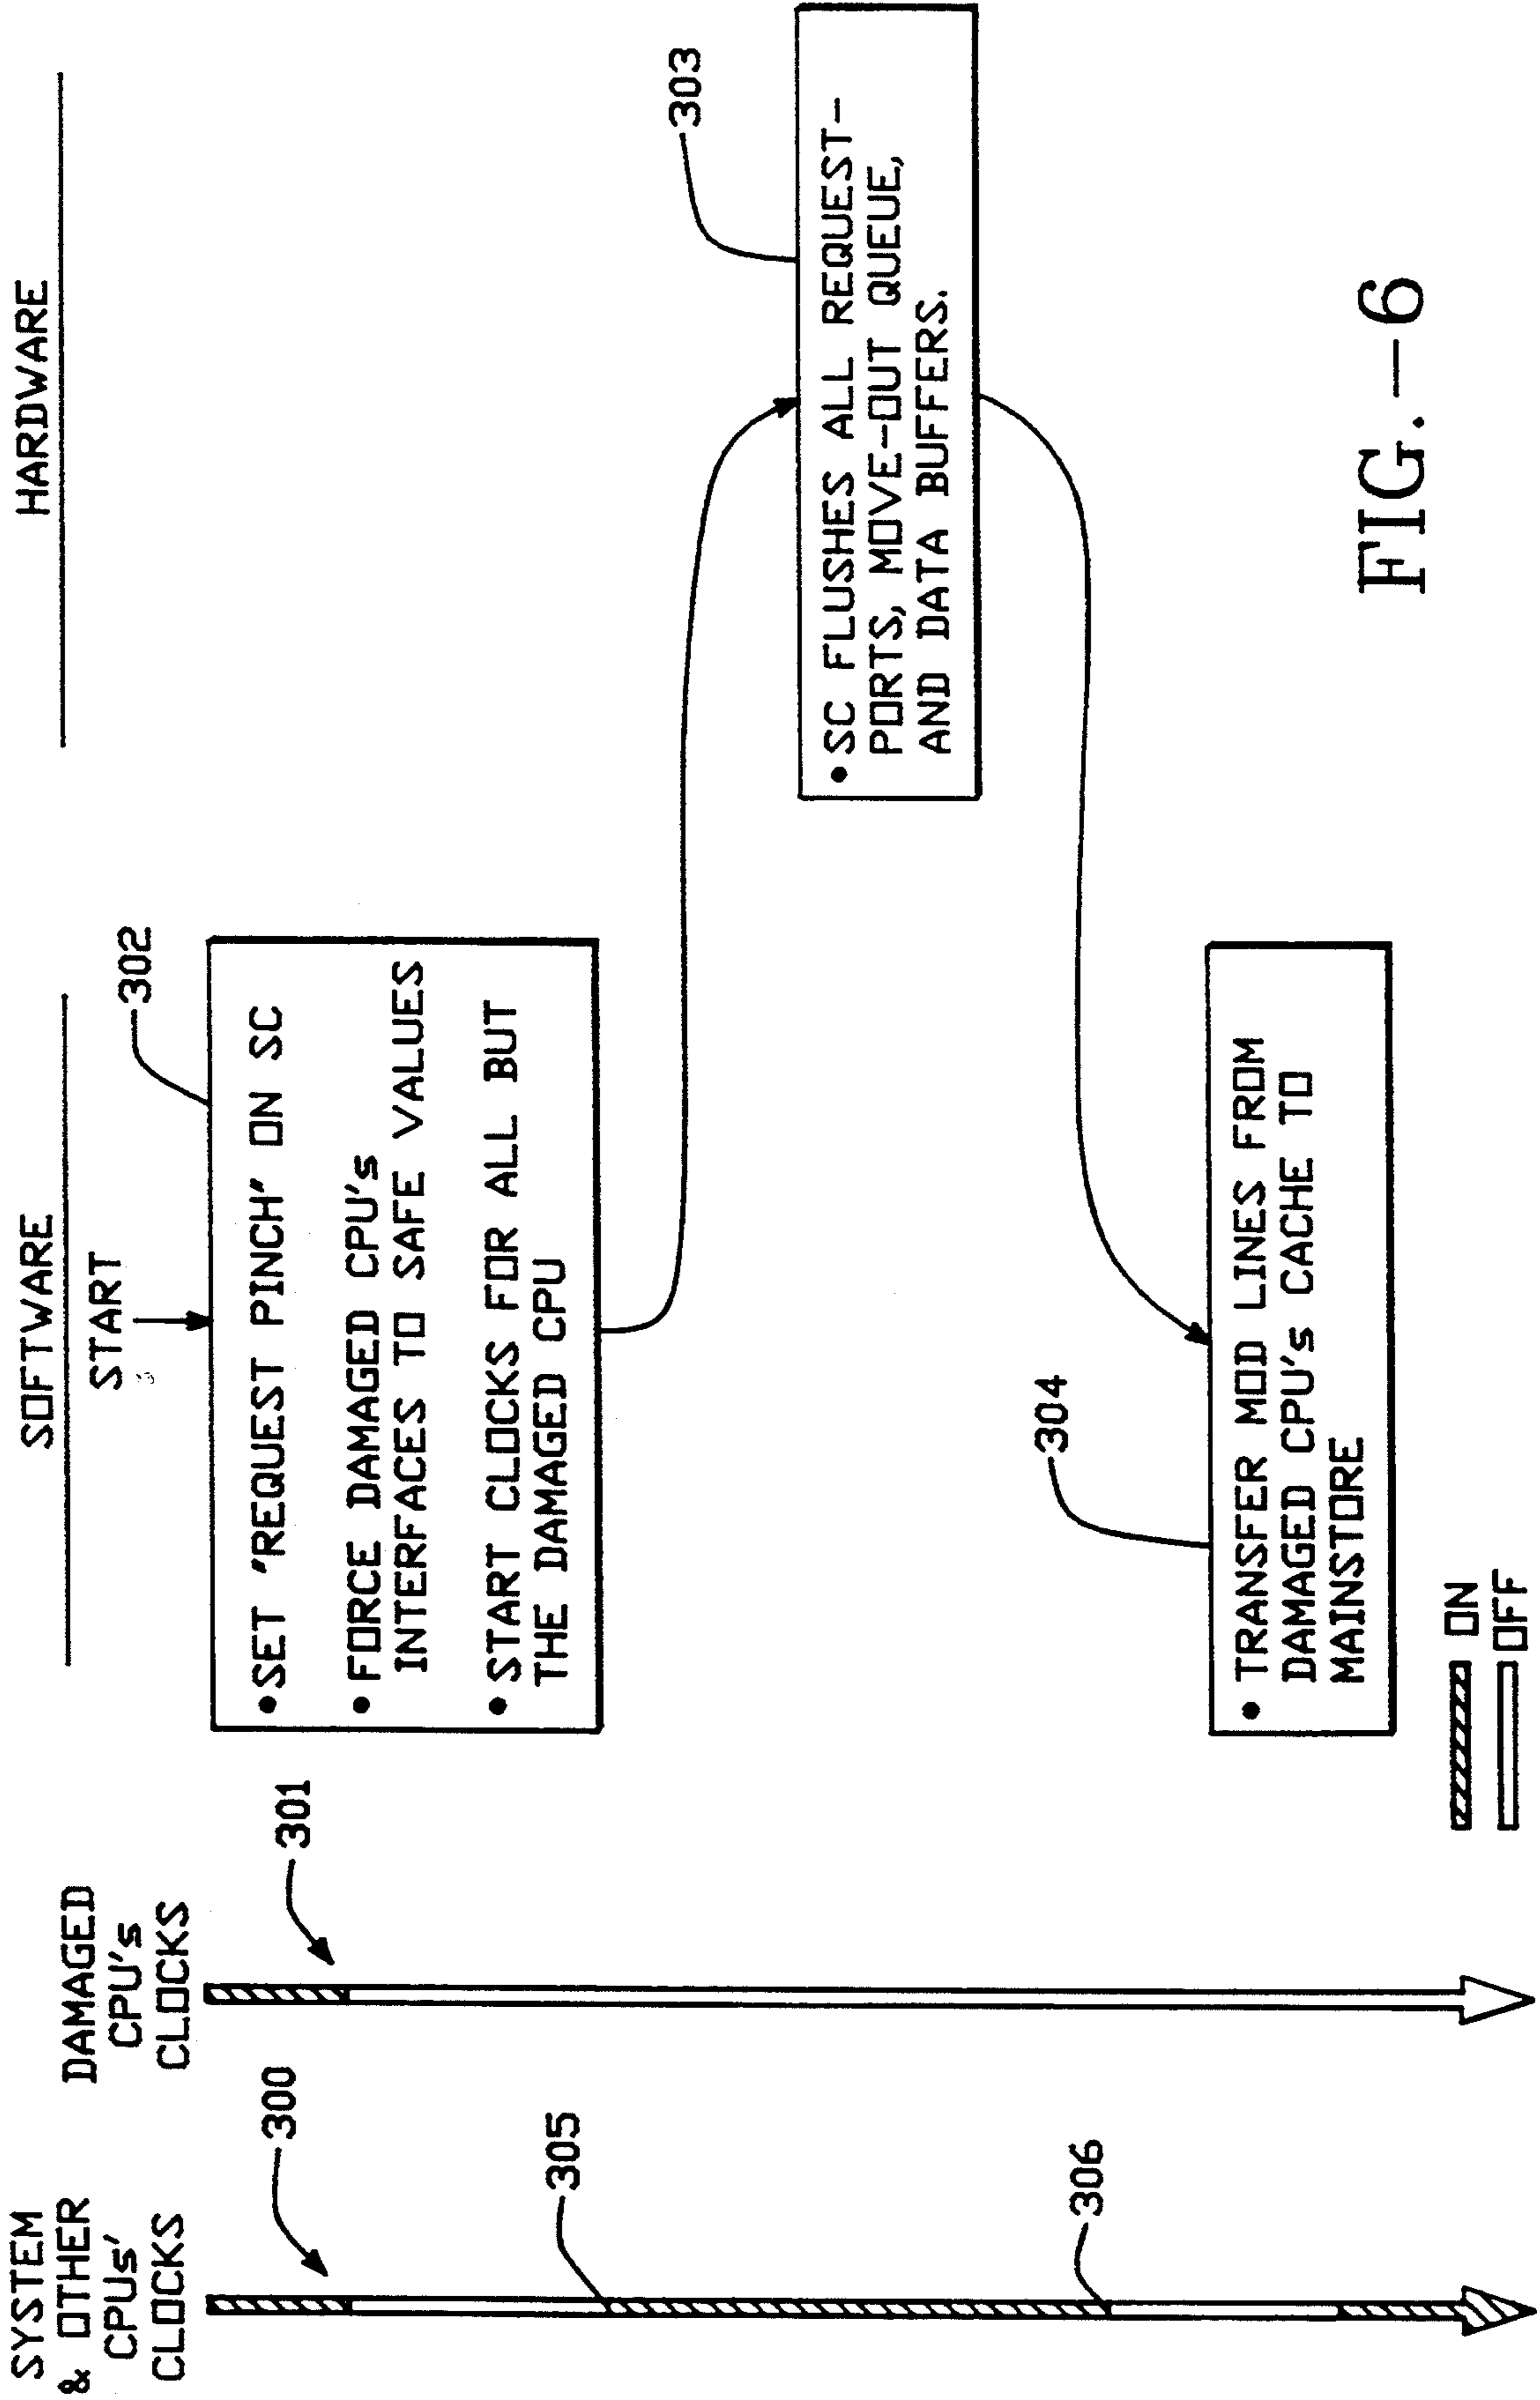 SYSTEM
& OTHER
CPUs'
CLOCKS
DAMAGED
CPU's
CLOCKS
SOFTWARE
HARDWARE
START
300
301
302
• SET 'REQUEST PINCH' ON SC
• FORCE DAMAGED CPU's
INTERFACES TO SAFE VALUES
• START CLOCKS FOR ALL BUT
THE DAMAGED CPU
305
303
• SC FLUSHES ALL REQUEST-
PORTS, MOVE-OUT QUEUE,
AND DATA BUFFERS.
306
304
• TRANSFER MOD LINES FROM
DAMAGED CPU's CACHE TO
MAINSTORE
ON
OFF
FIG.-6